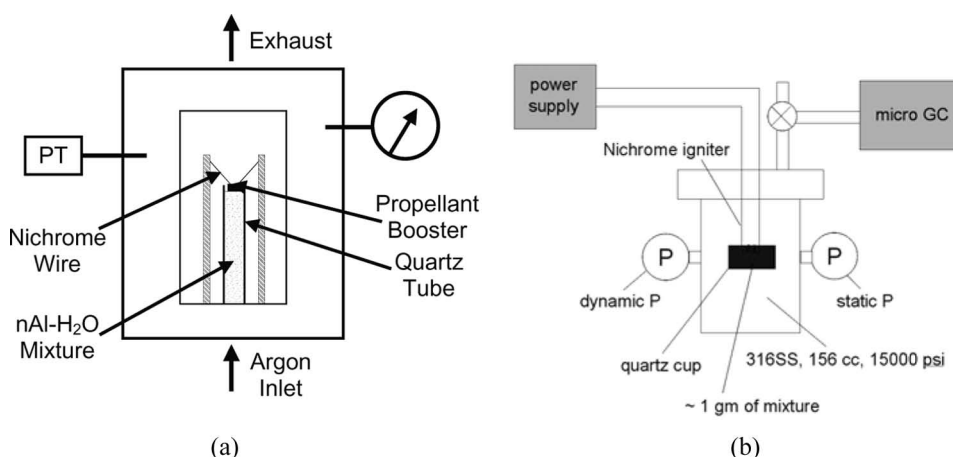 Exhaust
PT
Nichrome
Wire
nAl-H₂O
Mixture
Propellant
Booster
Quartz
Tube
Argon
Inlet
(a)
power
supply
micro GC
Nichrome igniter
P
dynamic P
P
static P
quartz cup
316SS, 156 cc, 15000 psi
~ 1 gm of mixture
(b)